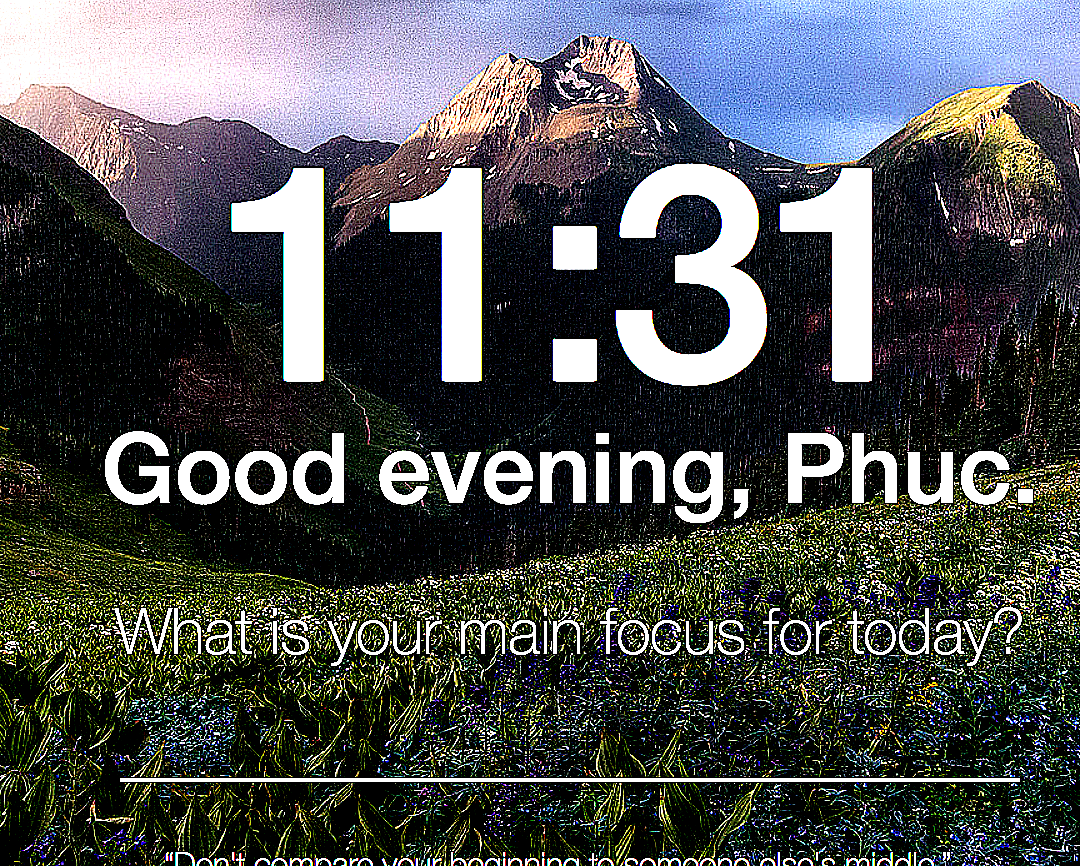 11:31
Good evening, Phuc.
What is your main focus for today?
"Don't compare your beginning to someone else's middle."